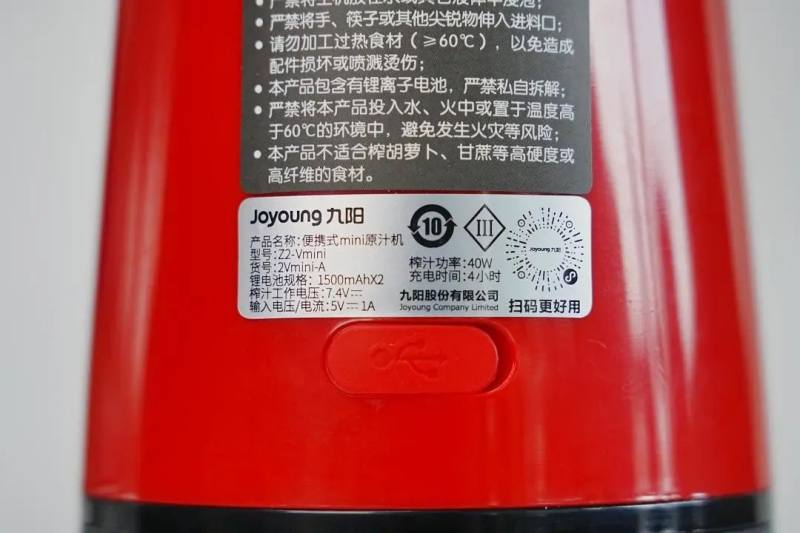 严禁将手、筷子或其他尖锐物伸入进料口；
请勿加工过热食材（≥60℃），以免造成
配件损坏或喷溅烫伤；
本产品包含有锂离子电池，严禁私自拆解；
严禁将本产品投入水、火中或置于温度高
于60℃的环境中，避免发生火灾等风险；
本产品不适合榨胡萝卜、甘蔗等高硬度或
高纤维的食材。
Joyoung 九阳
产品名称：便携式mini原汁机
型号：Z2-Vmini
货号：2Vmini-A
锂电池规格：1500mAhX2
榨汁工作电压：7.4V⎓
输入电压/电流：5V⎓1A
10
III
榨汁功率：40W
充电时间：4小时
九阳股份有限公司
Joyoung Company Limited
Joyoung 九阳
扫码更好用